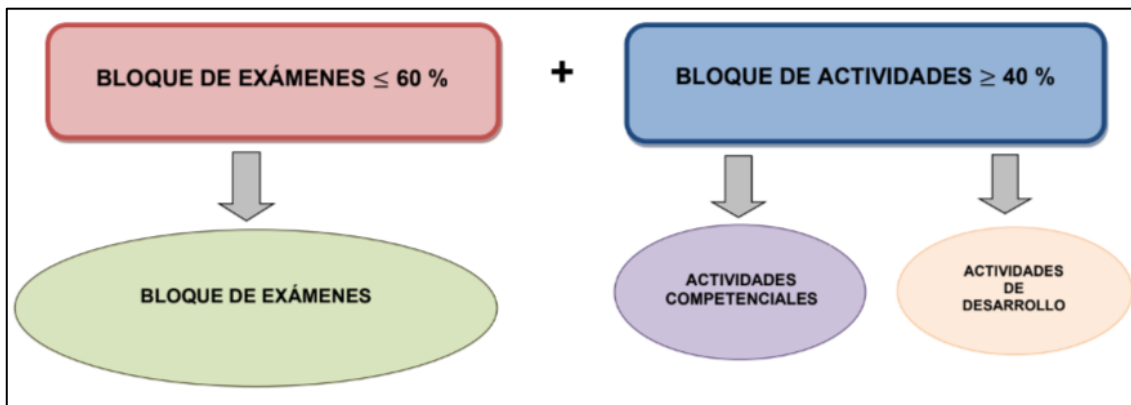 BLOQUE DE EXÁMENES ≤ 60 %
+
BLOQUE DE ACTIVIDADES ≥ 40 %
BLOQUE DE EXÁMENES
ACTIVIDADES
COMPETENCIALES
ACTIVIDADES
DE
DESARROLLO